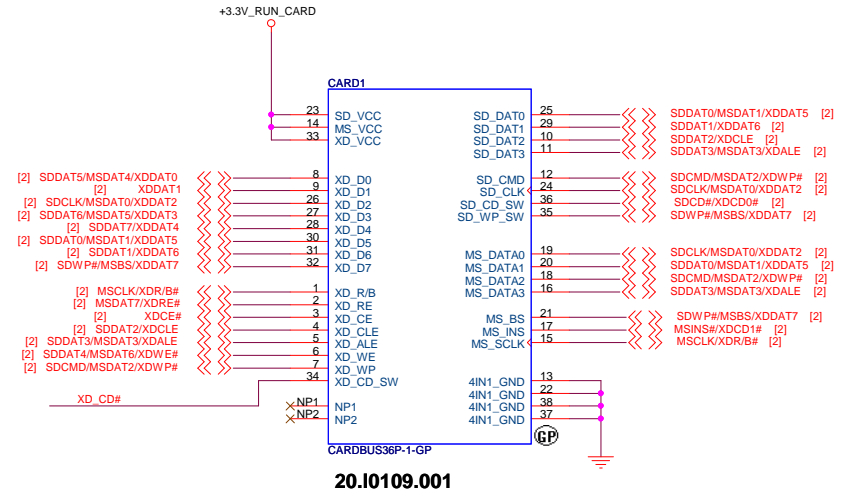 +3.3V_RUN_CARD
CARD1
23 SD_VCC
14 MS_VCC
33 XD_VCC
SD_DAT0 25 SDDAT0/MSDAT1/XDDAT5 [2]
SD_DAT1 29 SDDAT1/XDDAT6 [2]
SD_DAT2 10 SDDAT2/XDCLE [2]
SD_DAT3 11 SDDAT3/MSDAT3/XDALE [2]
[2] SDDAT5/MSDAT4/XDDAT0 8 XD_D0
[2] XDDAT1 9 XD_D1
[2] SDCLK/MSDAT0/XDDAT2 26 XD_D2
[2] SDDAT6/MSDAT5/XDDAT3 27 XD_D3
[2] SDDAT7/XDDAT4 28 XD_D4
[2] SDDAT0/MSDAT1/XDDAT5 30 XD_D5
[2] SDDAT1/XDDAT6 31 XD_D6
[2] SDWP#/MSBS/XDDAT7 32 XD_D7
SD_CMD 12 SDCMD/MSDAT2/XDWP# [2]
SD_CLK 24 SDCLK/MSDAT0/XDDAT2 [2]
SD_CD_SW 36 SDCD#/XDCD0# [2]
SD_WP_SW 35 SDWP#/MSBS/XDDAT7 [2]
MS_DATA0 19 SDCLK/MSDAT0/XDDAT2 [2]
MS_DATA1 20 SDDAT0/MSDAT1/XDDAT5 [2]
MS_DATA2 18 SDCMD/MSDAT2/XDWP# [2]
MS_DATA3 16 SDDAT3/MSDAT3/XDALE [2]
[2] MSCLK/XDR/B# 1 XD_R/B
[2] MSDAT7/XDRE# 2 XD_RE
[2] XDCE# 3 XD_CE
[2] SDDAT2/XDCLE 4 XD_CLE
[2] SDDAT3/MSDAT3/XDALE 5 XD_ALE
[2] SDDAT4/MSDAT6/XDWE# 6 XD_WE
[2] SDCMD/MSDAT2/XDWP# 7 XD_WP
34 XD_CD_SW
XD_CD#
MS_BS 21 SDWP#/MSBS/XDDAT7 [2]
MS_INS 17 MSINS#/XDCD1# [2]
MS_SCLK 15 MSCLK/XDR/B# [2]
4IN1_GND 13
4IN1_GND 22
4IN1_GND 38
4IN1_GND 37
NP1 NP1
NP2 NP2
GP
CARDBUS36P-1-GP
20.I0109.001